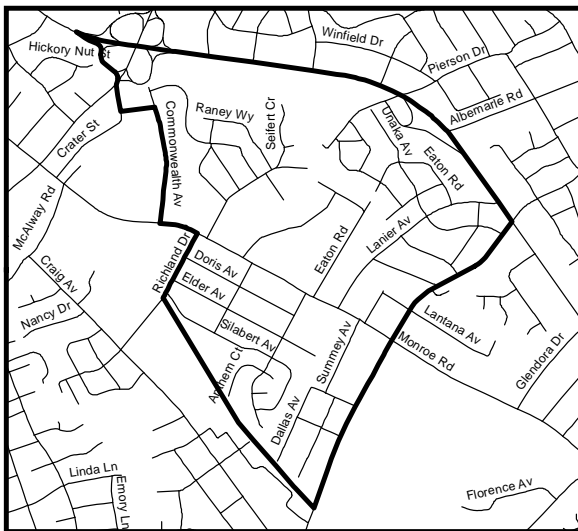 Winfield Dr
Hickory Nut St
Pierson Dr
Albemarle Rd
Raney Wy
Seifert Cr
Commonwealth Av
Unaka Av
Crater St
Eaton Rd
McAlway Rd
Lanier Av
Eaton Rd
Richland Dr
Doris Av
Craig Av
Elder Av
Nancy Dr
Silabert Av
Lantana Av
Summey Av
Monroe Rd
Glendora Dr
Anthem Ct
Dallas Av
Linda Ln
Emory Ln
Florence Av